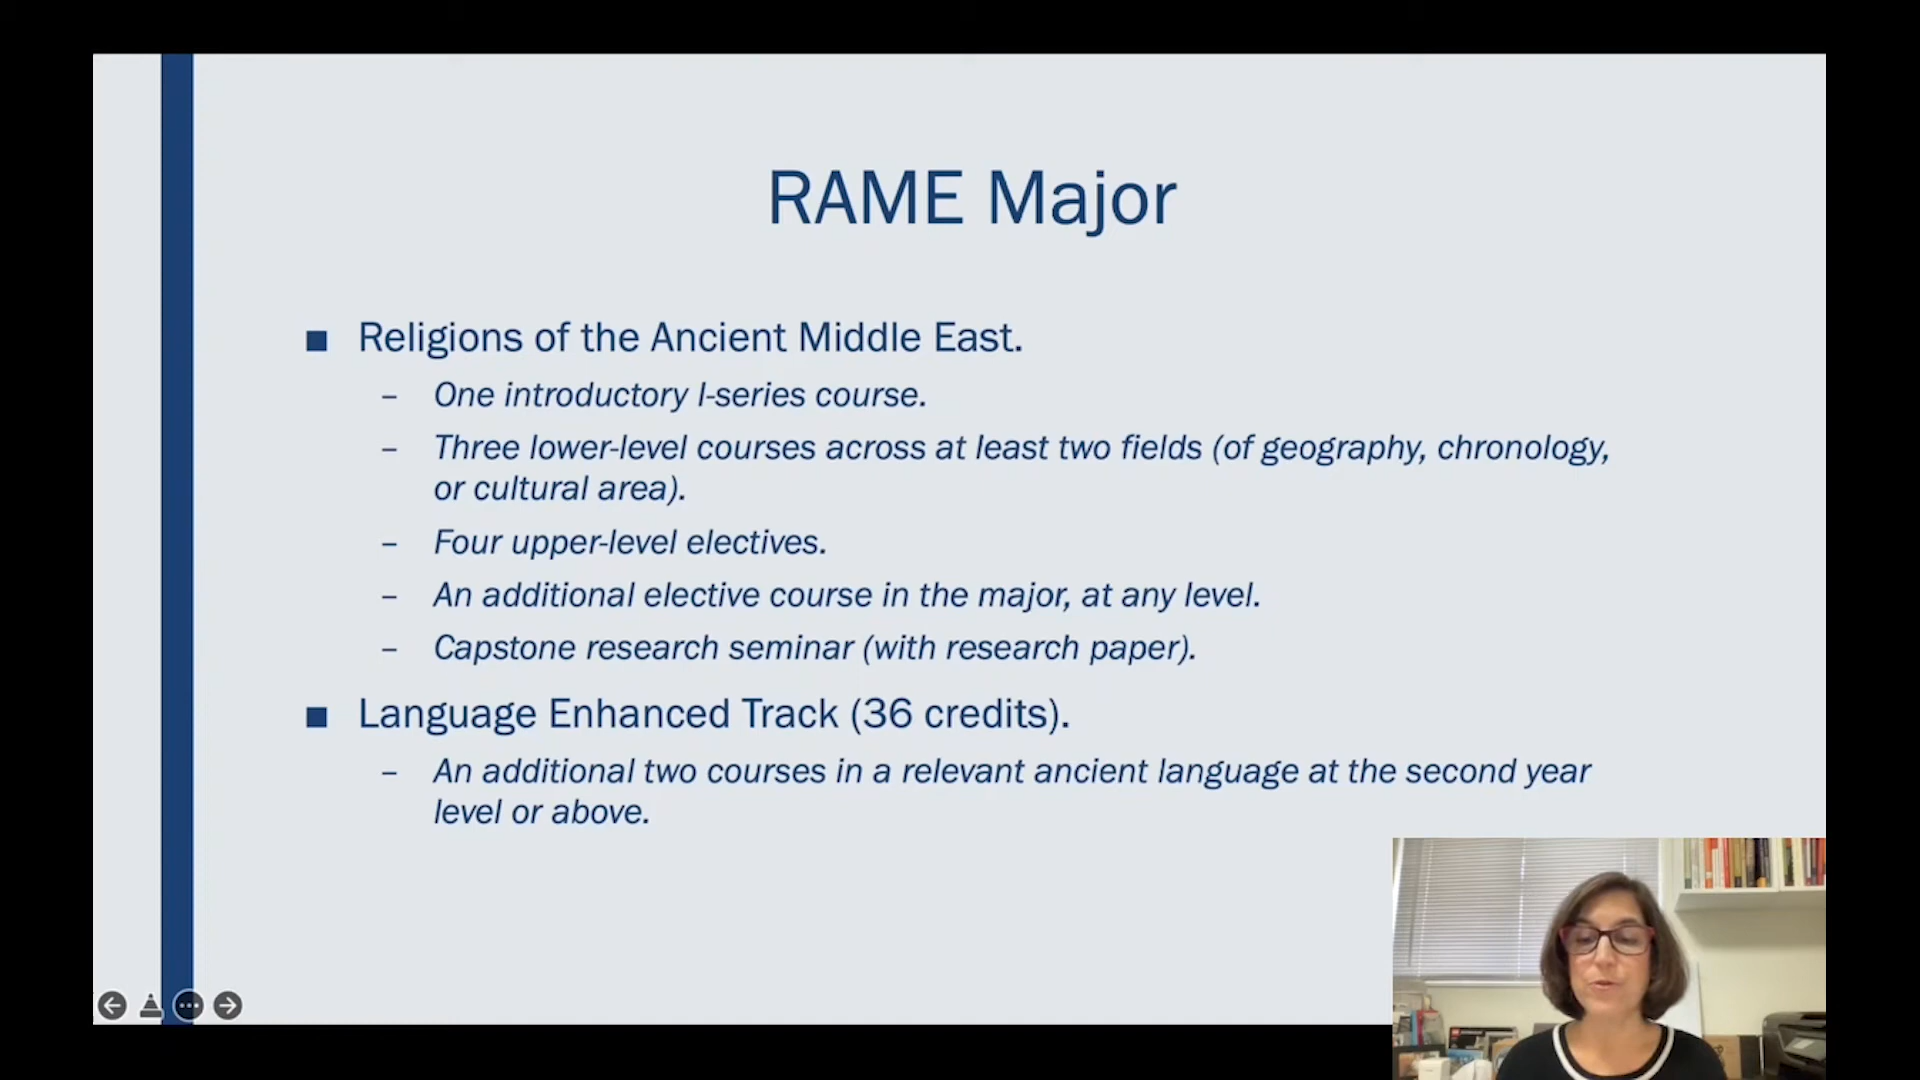 RAME Major
■ Religions of the Ancient Middle East.
– One introductory I-series course.
– Three lower-level courses across at least two fields (of geography, chronology,
or cultural area).
– Four upper-level electives.
– An additional elective course in the major, at any level.
– Capstone research seminar (with research paper).
■ Language Enhanced Track (36 credits).
– An additional two courses in a relevant ancient language at the second year
level or above.